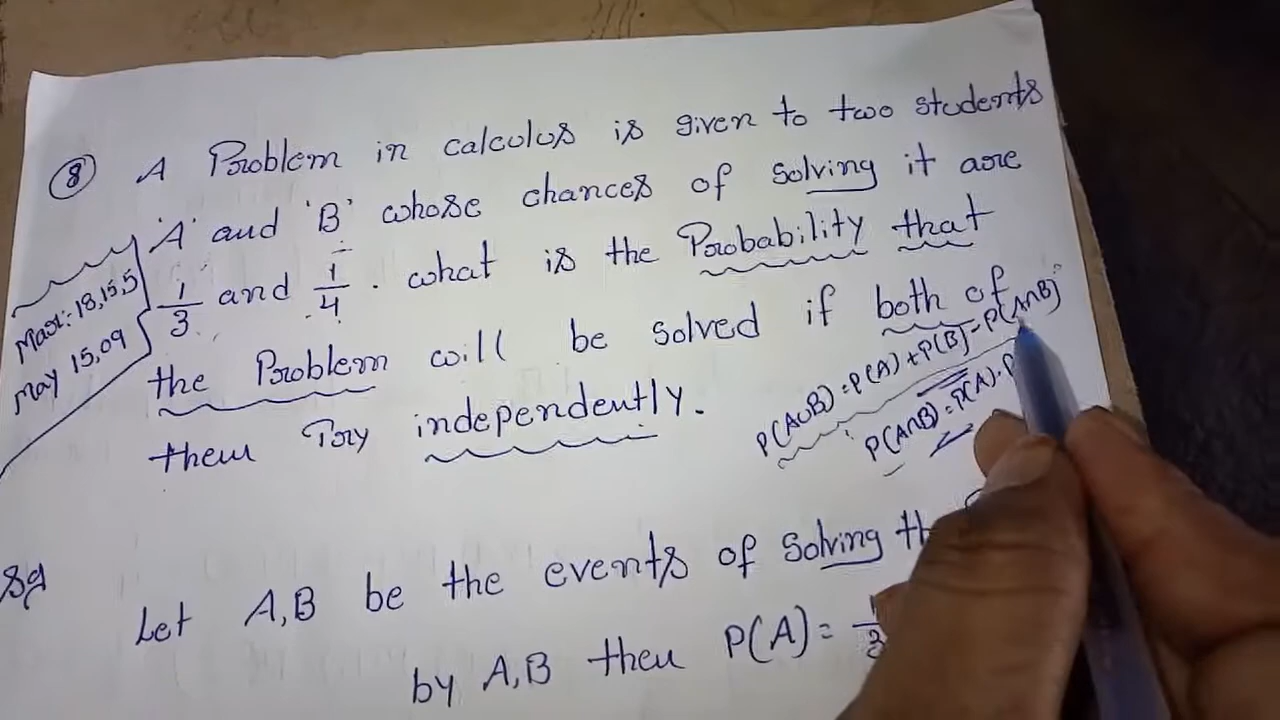 ⑧ A Problem in calculus is given to two students
'A' and 'B' whose chances of solving it are
1/3 and 1/4. what is the Probability that
the Problem will be solved if both of
them Try independently.
Mar: 18,15,5
May 15,09
P(A∪B)=P(A)+P(B)-P(A∩B)
P(A∩B)=P(A).P
Let A,B be the events of solving
by A,B then P(A)= 1/3